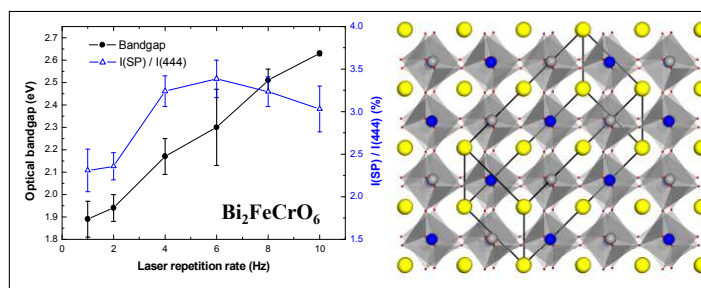 2.7
2.6
2.5
2.4
2.3
2.2
2.1
2.0
1.9
1.8
Optical bandgap (eV)
Bandgap
I(SP) / I(444)
Bi₂FeCrO₆
0 2 4 6 8 10
Laser repetition rate (Hz)
4.0
3.5
3.0
2.5
2.0
1.5
I(SP) / I(444) (%)